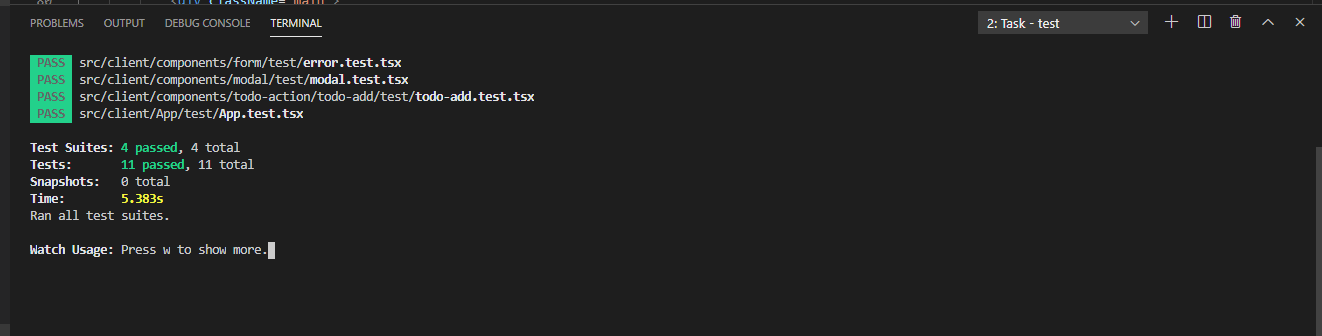 <div className="main">
PROBLEMS OUTPUT DEBUG CONSOLE TERMINAL 2: Task - test
PASS src/client/components/form/test/error.test.tsx
PASS src/client/components/modal/test/modal.test.tsx
PASS src/client/components/todo-action/todo-add/test/todo-add.test.tsx
PASS src/client/App/test/App.test.tsx
Test Suites: 4 passed, 4 total
Tests: 11 passed, 11 total
Snapshots: 0 total
Time: 5.383s
Ran all test suites.
Watch Usage: Press w to show more.